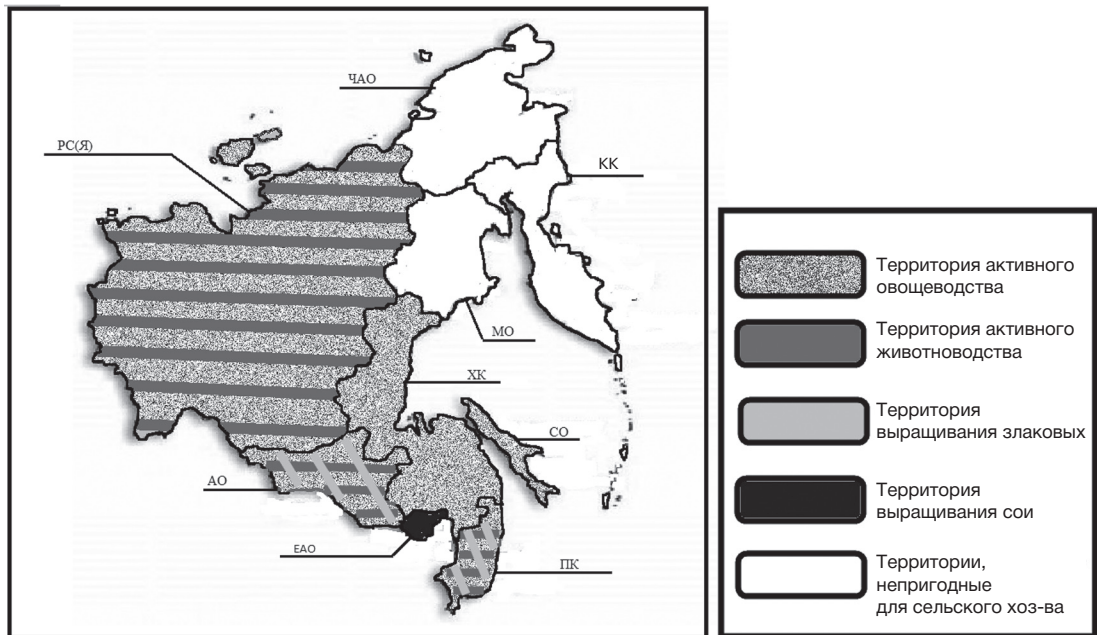 ЧАО
РС(Я)
КК
МО
ХК
СО
АО
ЕАО
ПК
Территория активного
овощеводства
Территория активного
животноводства
Территория
выращивания злаковых
Территория
выращивания сои
Территории,
непригодные
для сельского хоз-ва